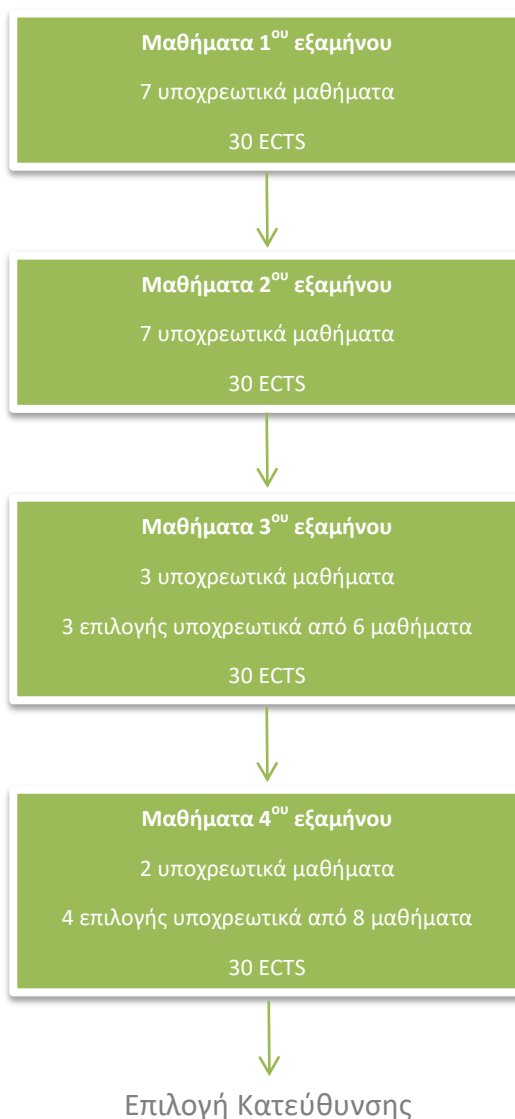 Μαθήματα 1ου εξαμήνου
7 υποχρεωτικά μαθήματα
30 ECTS
Μαθήματα 2ου εξαμήνου
7 υποχρεωτικά μαθήματα
30 ECTS
Μαθήματα 3ου εξαμήνου
3 υποχρεωτικά μαθήματα
3 επιλογής υποχρεωτικά από 6 μαθήματα
30 ECTS
Μαθήματα 4ου εξαμήνου
2 υποχρεωτικά μαθήματα
4 επιλογής υποχρεωτικά από 8 μαθήματα
30 ECTS
Επιλογή Κατεύθυνσης